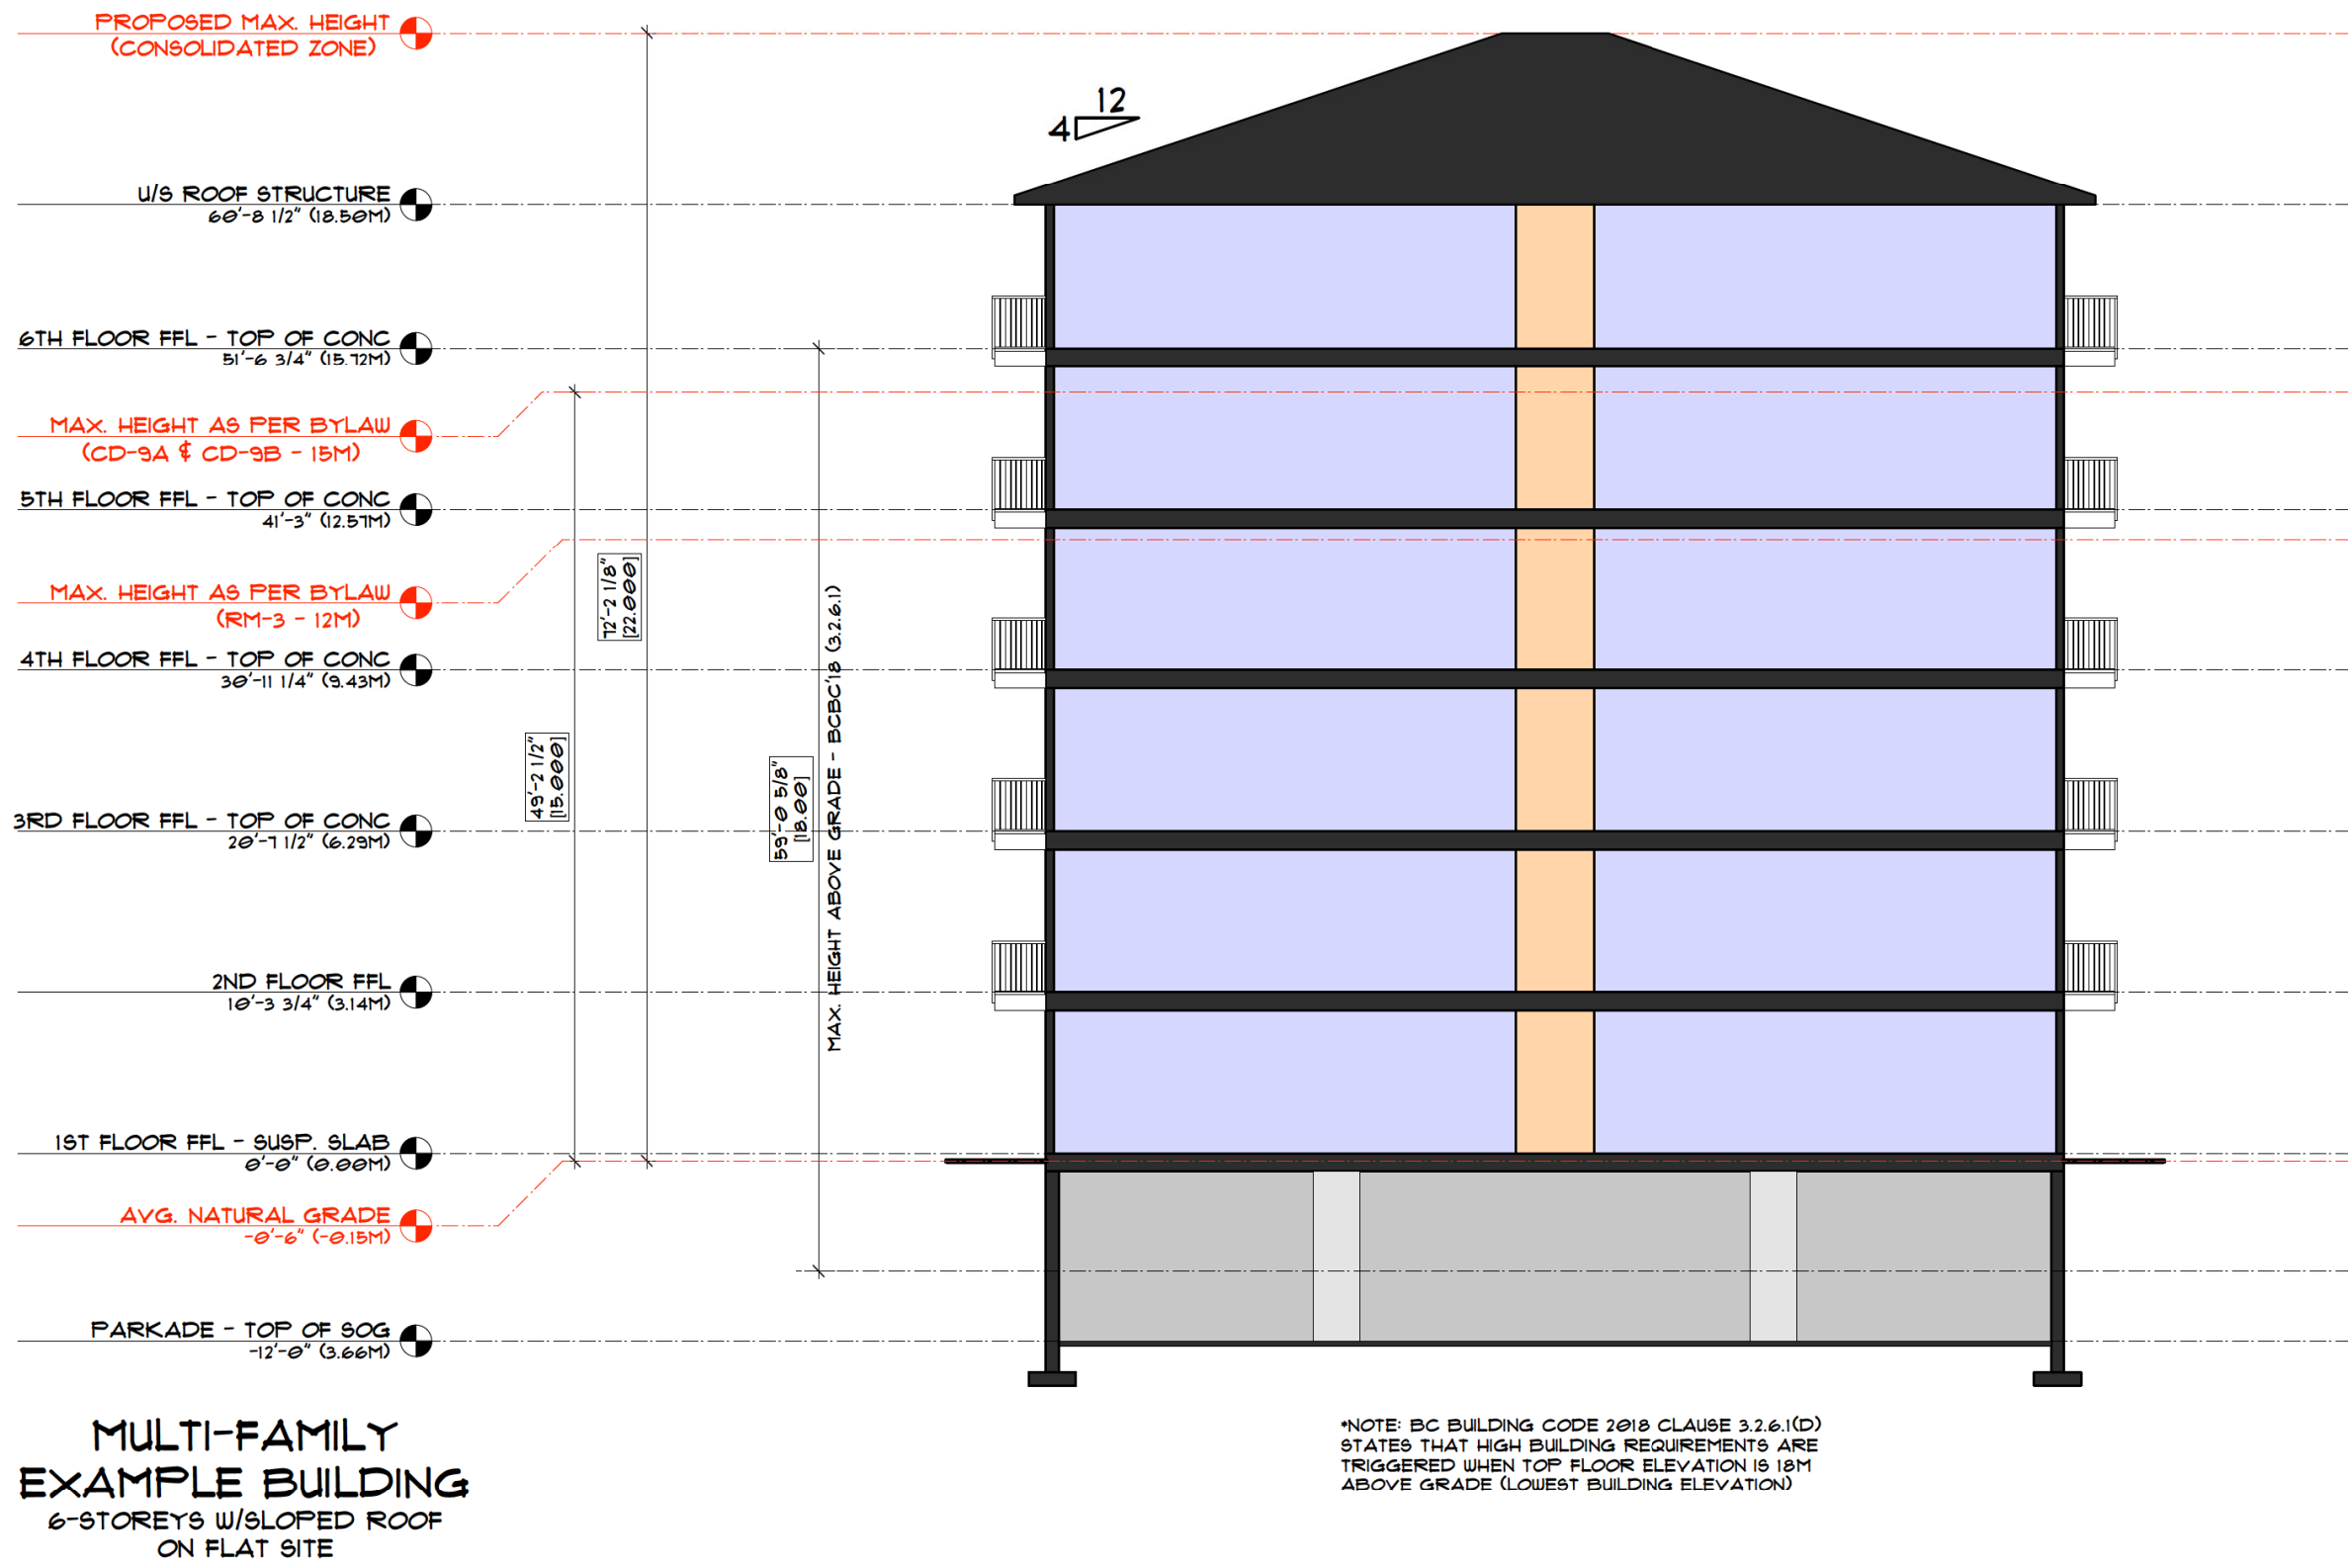 PROPOSED MAX. HEIGHT
(CONSOLIDATED ZONE)
12
4
U/S ROOF STRUCTURE
60'-8 1/2" (18.50M)
6TH FLOOR FFL - TOP OF CONC
51'-6 3/4" (15.72M)
MAX. HEIGHT AS PER BYLAW
(CD-9A & CD-9B - 15M)
5TH FLOOR FFL - TOP OF CONC
41'-3" (12.57M)
MAX. HEIGHT AS PER BYLAW
(RM-3 - 12M)
72'-2 1/8"
[22.000]
4TH FLOOR FFL - TOP OF CONC
30'-11 1/4" (9.43M)
49'-2 1/2"
[15.000]
59'-0 5/8"
[18.00]
MAX. HEIGHT ABOVE GRADE - BCBC'18 (3.2.6.1)
3RD FLOOR FFL - TOP OF CONC
20'-7 1/2" (6.29M)
2ND FLOOR FFL
10'-3 3/4" (3.14M)
1ST FLOOR FFL - SUSP. SLAB
0'-0" (0.00M)
AVG. NATURAL GRADE
-0'-6" (-0.15M)
PARKADE - TOP OF SOG
-12'-0" (3.66M)
MULTI-FAMILY
EXAMPLE BUILDING
6-STOREYS W/SLOPED ROOF
ON FLAT SITE
*NOTE: BC BUILDING CODE 2018 CLAUSE 3.2.6.1(D)
STATES THAT HIGH BUILDING REQUIREMENTS ARE
TRIGGERED WHEN TOP FLOOR ELEVATION IS 18M
ABOVE GRADE (LOWEST BUILDING ELEVATION)